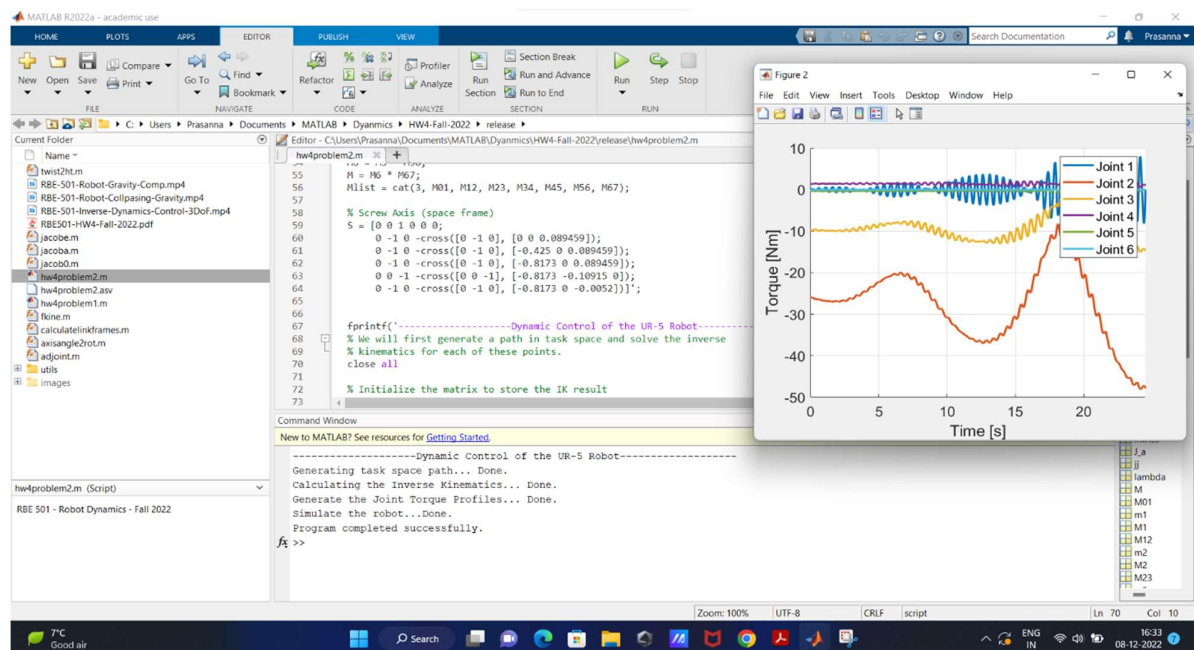 MATLAB R2022a - academic use
HOME PLOTS APPS EDITOR PUBLISH VIEW Search Documentation Prasanna
New Open Save Compare Print Go To Find Bookmark Refactor Profiler Analyze Run Section Section Break Run and Advance Run to End Run Step Stop
FILE NAVIGATE CODE ANALYZE SECTION RUN
C: Users Prasanna Documents MATLAB Dyanmics HW4-Fall-2022 release
Current Folder
Name
twist2ht.m
RBE-501-Robot-Gravity-Comp.mp4
RBE-501-Robot-Collpasing-Gravity.mp4
RBE-501-Inverse-Dynamics-Control-3DoF.mp4
RBE501-HW4-Fall-2022.pdf
jacobe.m
jacoba.m
jacob0.m
hw4problem2.m
hw4problem2.asv
hw4problem1.m
fkine.m
calculatelinkframes.m
axisangle2rot.m
adjoint.m
utils
images
hw4problem2.m (Script)
RBE 501 - Robot Dynamics - Fall 2022
Editor - C:\Users\Prasanna\Documents\MATLAB\Dyanmics\HW4-Fall-2022\release\hw4problem2.m
hw4problem2.m
55 M = M6 * M67;
56 Mlist = cat(3, M01, M12, M23, M34, M45, M56, M67);
57
58 % Screw Axis (space frame)
59 S = [0 0 1 0 0 0;
60 0 -1 0 -cross([0 -1 0], [0 0 0.089459]);
61 0 -1 0 -cross([0 -1 0], [-0.425 0 0.089459]);
62 0 -1 0 -cross([0 -1 0], [-0.8173 0 0.089459]);
63 0 0 -1 -cross([0 0 -1], [-0.8173 -0.10915 0]);
64 0 -1 0 -cross([0 -1 0], [-0.8173 0 -0.0052])]';
65
66
67 fprintf('-------------------Dynamic Control of the UR-5 Robot---------
68 % We will first generate a path in task space and solve the inverse
69 % kinematics for each of these points.
70 close all
71
72 % Initialize the matrix to store the IK result
73
Command Window
New to MATLAB? See resources for Getting Started.
-------------------Dynamic Control of the UR-5 Robot-------------------
Generating task space path... Done.
Calculating the Inverse Kinematics... Done.
Generate the Joint Torque Profiles... Done.
Simulate the robot...Done.
Program completed successfully.
fx >>
Figure 2
File Edit View Insert Tools Desktop Window Help
10
0
-10
-20
-30
-40
-50
Torque [Nm]
0 5 10 15 20
Time [s]
Joint 1
Joint 2
Joint 3
Joint 4
Joint 5
Joint 6
J_a
jj
lambda
M
M01
m1
M1
M12
m2
M2
M23
Zoom: 100% UTF-8 CRLF script Ln 70 Col 10
7°C
Good air
Search
ENG
IN
16:33
08-12-2022
7